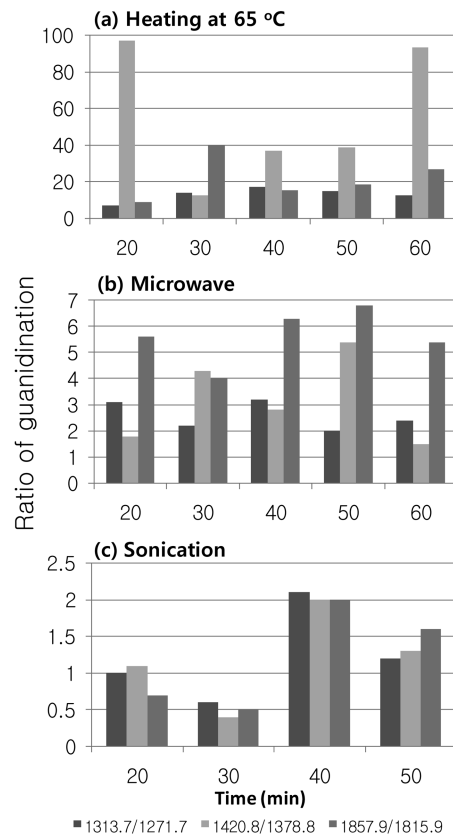 (a) Heating at 65 ºC
100
80
60
40
20
0
20 30 40 50 60
(b) Microwave
7
6
5
4
3
2
1
0
20 30 40 50 60
Ratio of guanidination
(c) Sonication
2.5
2
1.5
1
0.5
0
20 30 40 50
Time (min)
1313.7/1271.7 1420.8/1378.8 1857.9/1815.9